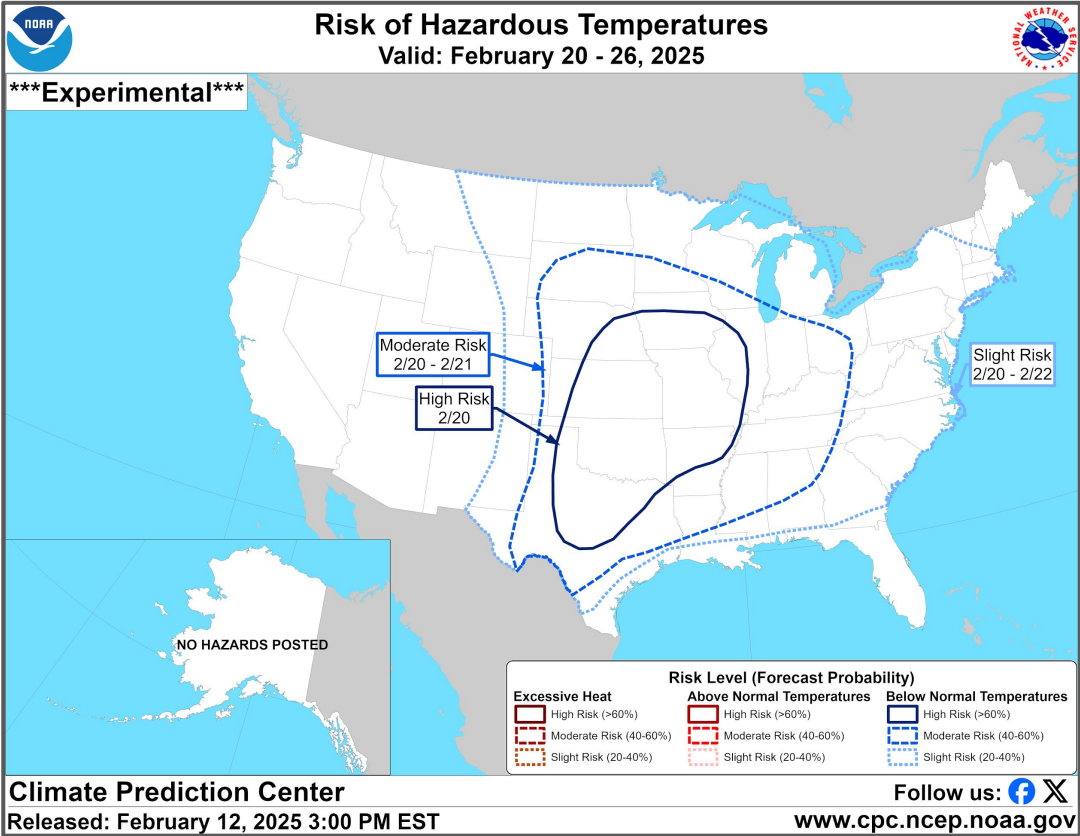 NOAA
Risk of Hazardous Temperatures
Valid: February 20 - 26, 2025
NATIONAL WEATHER SERVICE
***Experimental***
Moderate Risk
2/20 - 2/21
High Risk
2/20
Slight Risk
2/20 - 2/22
NO HAZARDS POSTED
Risk Level (Forecast Probability)
Excessive Heat
High Risk (>60%)
Moderate Risk (40-60%)
Slight Risk (20-40%)
Above Normal Temperatures
High Risk (>60%)
Moderate Risk (40-60%)
Slight Risk (20-40%)
Below Normal Temperatures
High Risk (>60%)
Moderate Risk (40-60%)
Slight Risk (20-40%)
Climate Prediction Center
Follow us:
Released: February 12, 2025 3:00 PM EST
www.cpc.ncep.noaa.gov